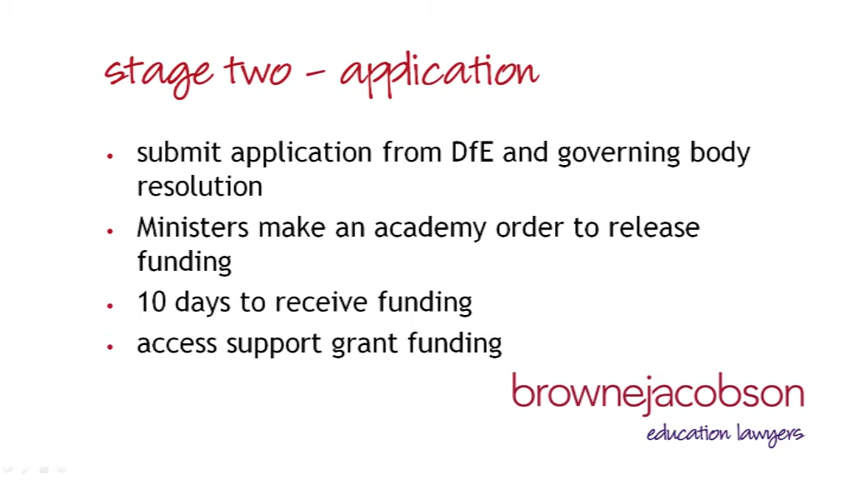 stage two – application
• submit application from DfE and governing body
resolution
• Ministers make an academy order to release
funding
• 10 days to receive funding
• access support grant funding
brownejacobson
education lawyers